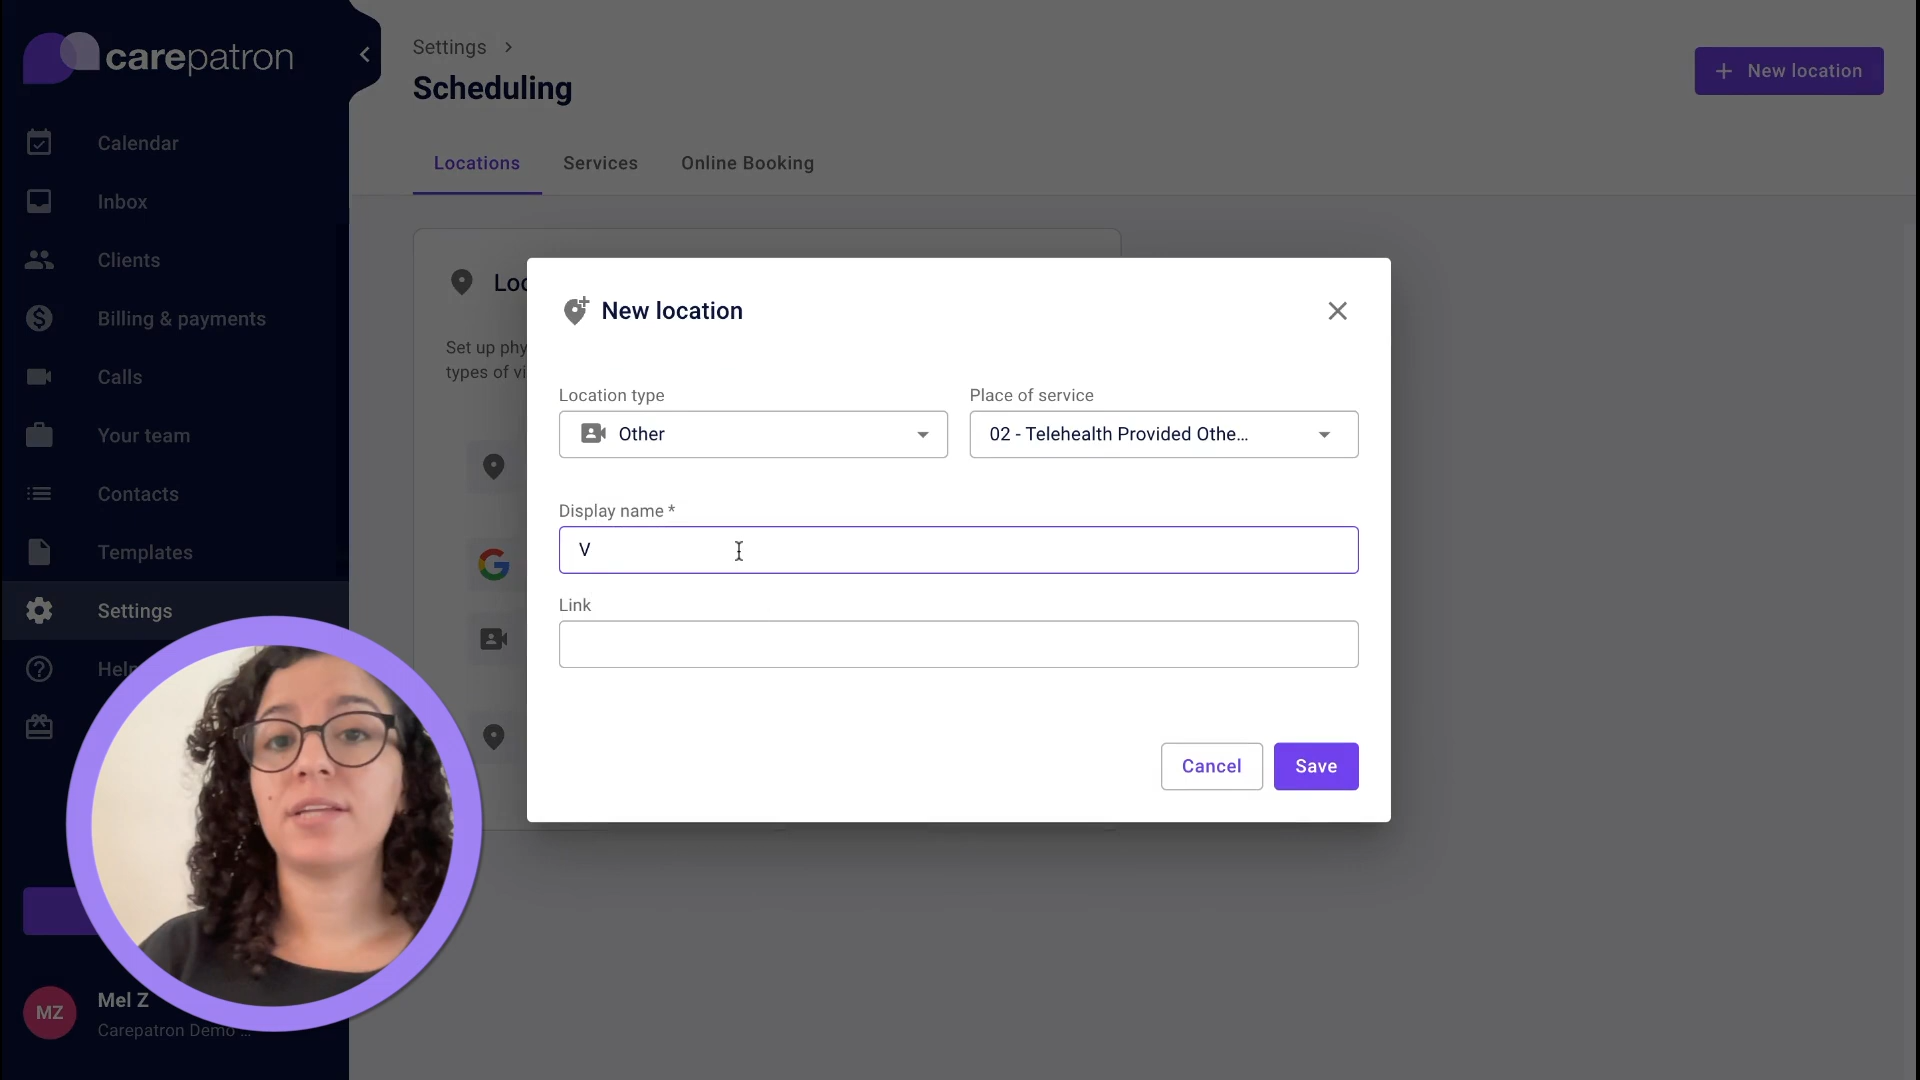 carepatron
Calendar
Inbox
Clients
Billing & payments
Calls
Your team
Contacts
Templates
Settings
Help
MZ
Mel Z
Carepatron Demo ...
Settings
Scheduling
New location
Locations
Services
Online Booking
Loc
Set up phy
types of vi
New location
Location type
Place of service
Other
02 - Telehealth Provided Othe...
Display name *
V
Link
Cancel
Save